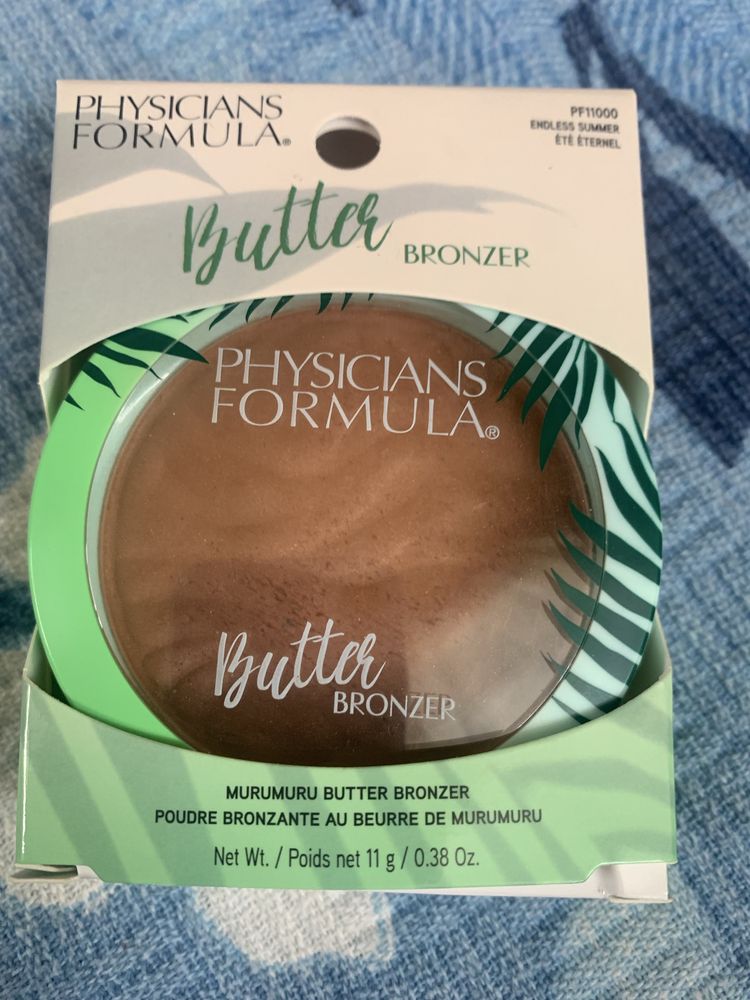 PHYSICIANS
FORMULA®
PF11000
ENDLESS SUMMER
ÉTÉ ÉTERNEL
Butter BRONZER
PHYSICIANS
FORMULA®
Butter
BRONZER
MURUMURU BUTTER BRONZER
POUDRE BRONZANTE AU BEURRE DE MURUMURU
Net Wt. / Poids net 11 g / 0.38 Oz.